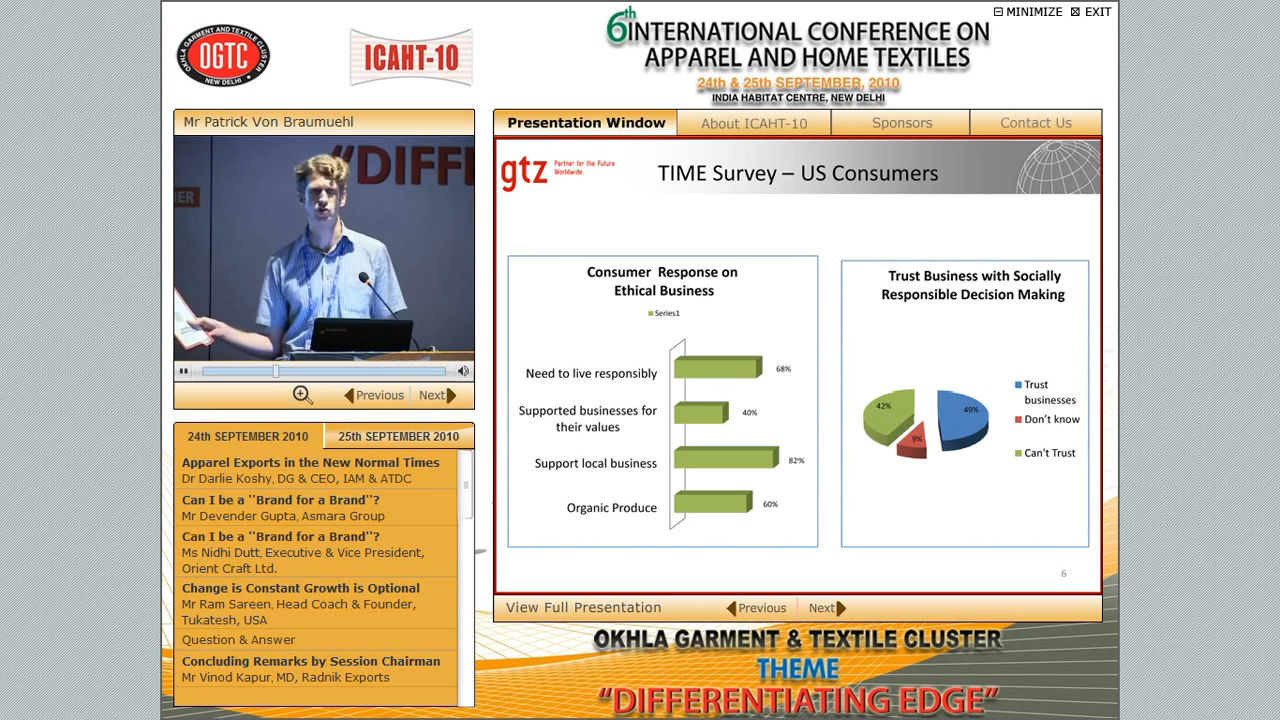 MINIMIZE EXIT
OKHLA GARMENT AND TEXTILE CLUSTER
OGTC
NEW DELHI
ICAHT-10
6th INTERNATIONAL CONFERENCE ON
APPAREL AND HOME TEXTILES
24th & 25th SEPTEMBER, 2010
INDIA HABITAT CENTRE, NEW DELHI
Mr Patrick Von Braumuehl
"DIFF
NER
Previous Next
Presentation Window
About ICAHT-10
Sponsors
Contact Us
gtz
Partner for the Future
Worldwide.
TIME Survey – US Consumers
Consumer Response on
Ethical Business
Series1
Need to live responsibly
68%
Supported businesses for
their values
40%
Support local business
82%
Organic Produce
60%
Trust Business with Socially
Responsible Decision Making
42%
49%
9%
Trust
businesses
Don't know
Can't Trust
6
View Full Presentation
Previous Next
24th SEPTEMBER 2010
25th SEPTEMBER 2010
Apparel Exports in the New Normal Times
Dr Darlie Koshy, DG & CEO, IAM & ATDC
Can I be a "Brand for a Brand"?
Mr Devender Gupta, Asmara Group
Can I be a "Brand for a Brand"?
Ms Nidhi Dutt, Executive & Vice President,
Orient Craft Ltd.
Change is Constant Growth is Optional
Mr Ram Sareen, Head Coach & Founder,
Tukatesh, USA
Question & Answer
Concluding Remarks by Session Chairman
Mr Vinod Kapur, MD, Radnik Exports
OKHLA GARMENT & TEXTILE CLUSTER
THEME
"DIFFERENTIATING EDGE"